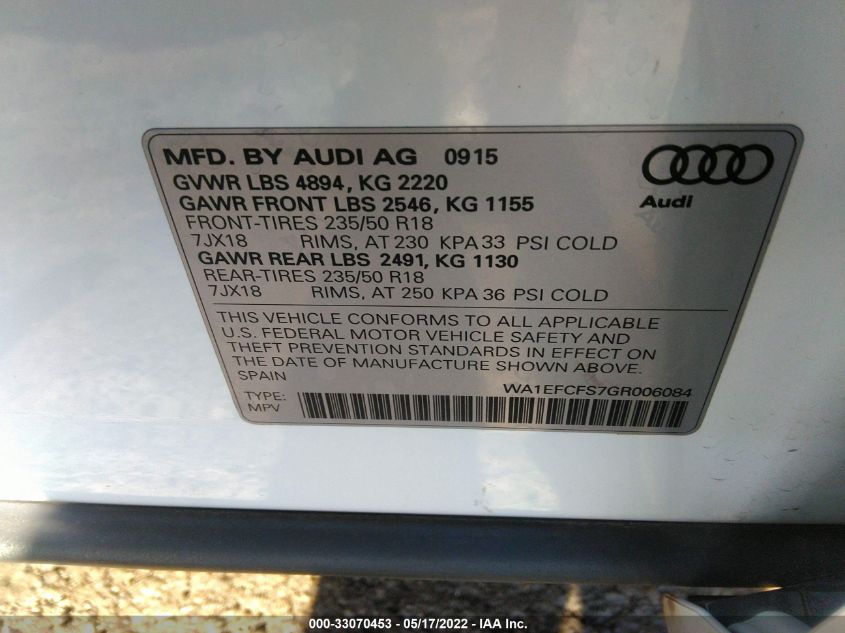 MFD. BY AUDI AG 0915
GVWR LBS 4894, KG 2220
GAWR FRONT LBS 2546, KG 1155
FRONT-TIRES 235/50 R18
7JX18 RIMS, AT 230 KPA 33 PSI COLD
GAWR REAR LBS 2491, KG 1130
REAR-TIRES 235/50 R18
7JX18 RIMS, AT 250 KPA 36 PSI COLD
Audi
THIS VEHICLE CONFORMS TO ALL APPLICABLE
U.S. FEDERAL MOTOR VEHICLE SAFETY AND
THEFT PREVENTION STANDARDS IN EFFECT ON
THE DATE OF MANUFACTURE SHOWN ABOVE.
SPAIN
WA1EFCFS7GR006084
TYPE:
MPV
000-33070453 - 05/17/2022 - IAA Inc.